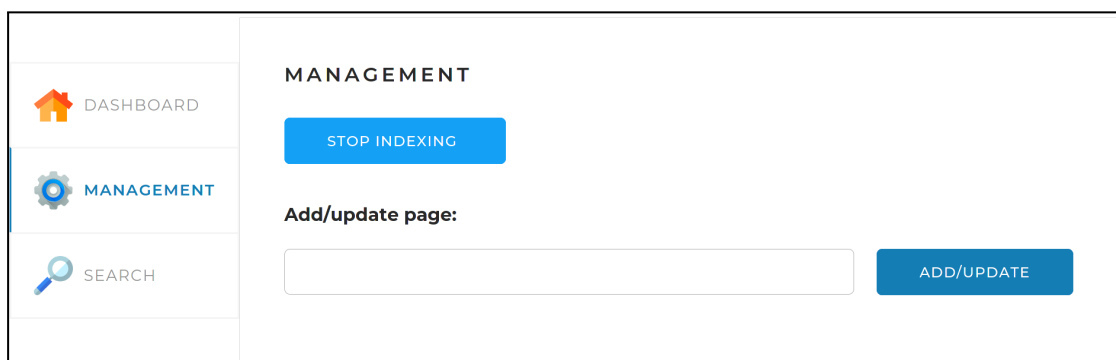 DASHBOARD
MANAGEMENT
SEARCH
MANAGEMENT
STOP INDEXING
Add/update page:
ADD/UPDATE